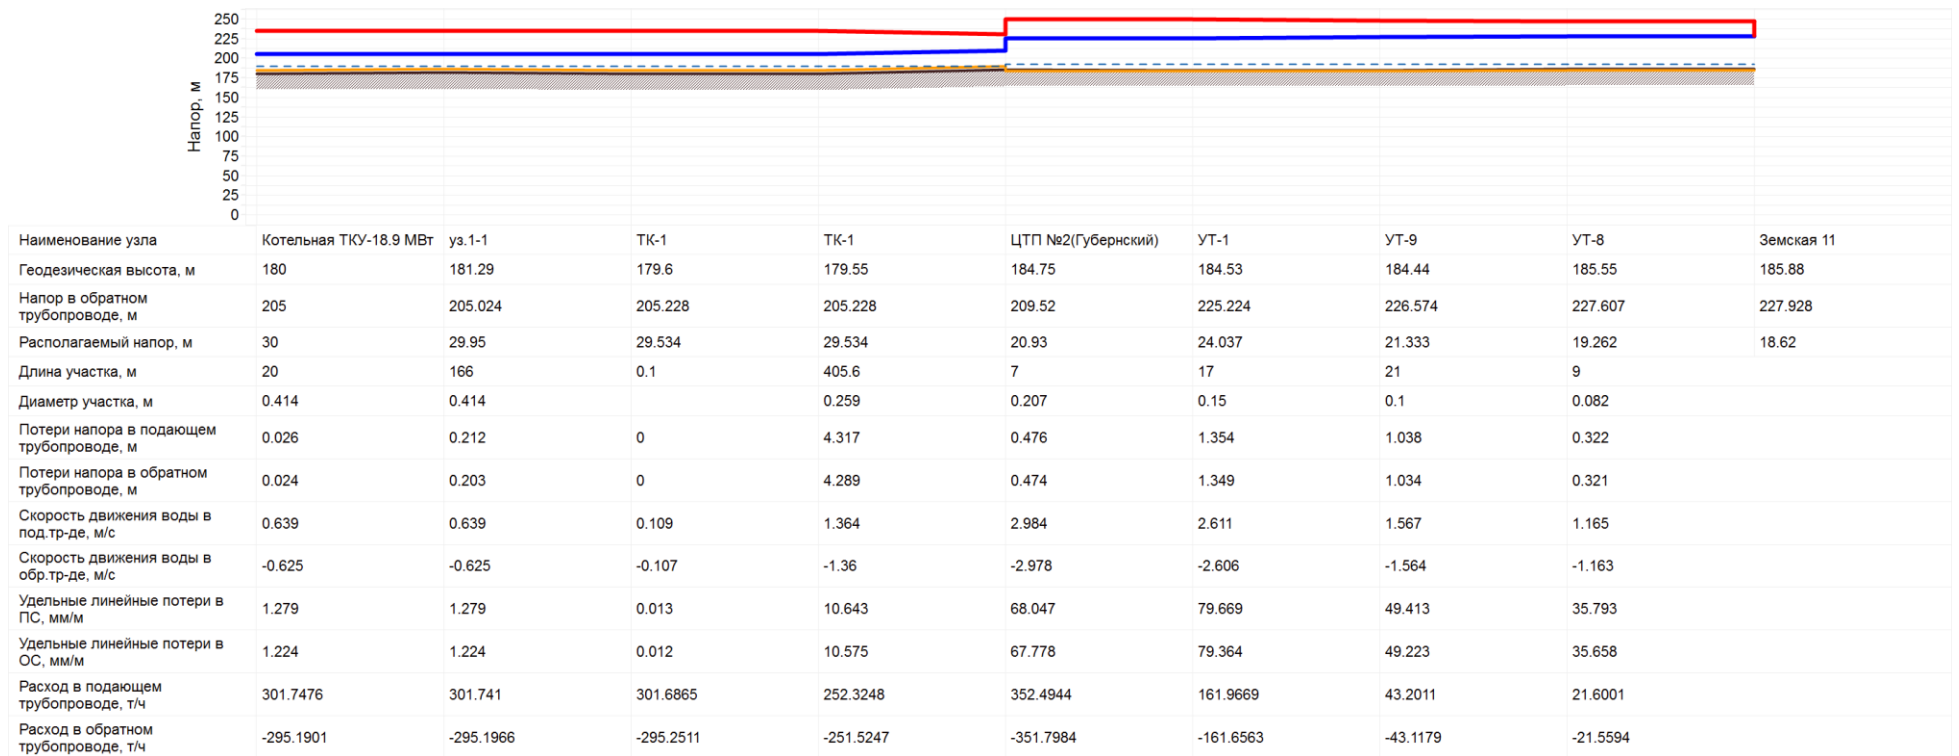 250
225
200
175
150
125
100
75
50
25
0
Напор, м
Наименование узла Котельная ТКУ-18.9 МВт уз.1-1 ТК-1 ТК-1 ЦТП №2(Губернский) УТ-1 УТ-9 УТ-8 Земская 11
Геодезическая высота, м 180 181.29 179.6 179.55 184.75 184.53 184.44 185.55 185.88
Напор в обратном
трубопроводе, м 205 205.024 205.228 205.228 209.52 225.224 226.574 227.607 227.928
Располагаемый напор, м 30 29.95 29.534 29.534 20.93 24.037 21.333 19.262 18.62
Длина участка, м 20 166 0.1 405.6 7 17 21 9
Диаметр участка, м 0.414 0.414 0.259 0.207 0.15 0.1 0.082
Потери напора в подающем
трубопроводе, м 0.026 0.212 0 4.317 0.476 1.354 1.038 0.322
Потери напора в обратном
трубопроводе, м 0.024 0.203 0 4.289 0.474 1.349 1.034 0.321
Скорость движения воды в
под.тр-де, м/с 0.639 0.639 0.109 1.364 2.984 2.611 1.567 1.165
Скорость движения воды в
обр.тр-де, м/с -0.625 -0.625 -0.107 -1.36 -2.978 -2.606 -1.564 -1.163
Удельные линейные потери в
ПС, мм/м 1.279 1.279 0.013 10.643 68.047 79.669 49.413 35.793
Удельные линейные потери в
ОС, мм/м 1.224 1.224 0.012 10.575 67.778 79.364 49.223 35.658
Расход в подающем
трубопроводе, т/ч 301.7476 301.741 301.6865 252.3248 352.4944 161.9669 43.2011 21.6001
Расход в обратном
трубопроводе, т/ч -295.1901 -295.1966 -295.2511 -251.5247 -351.7984 -161.6563 -43.1179 -21.5594